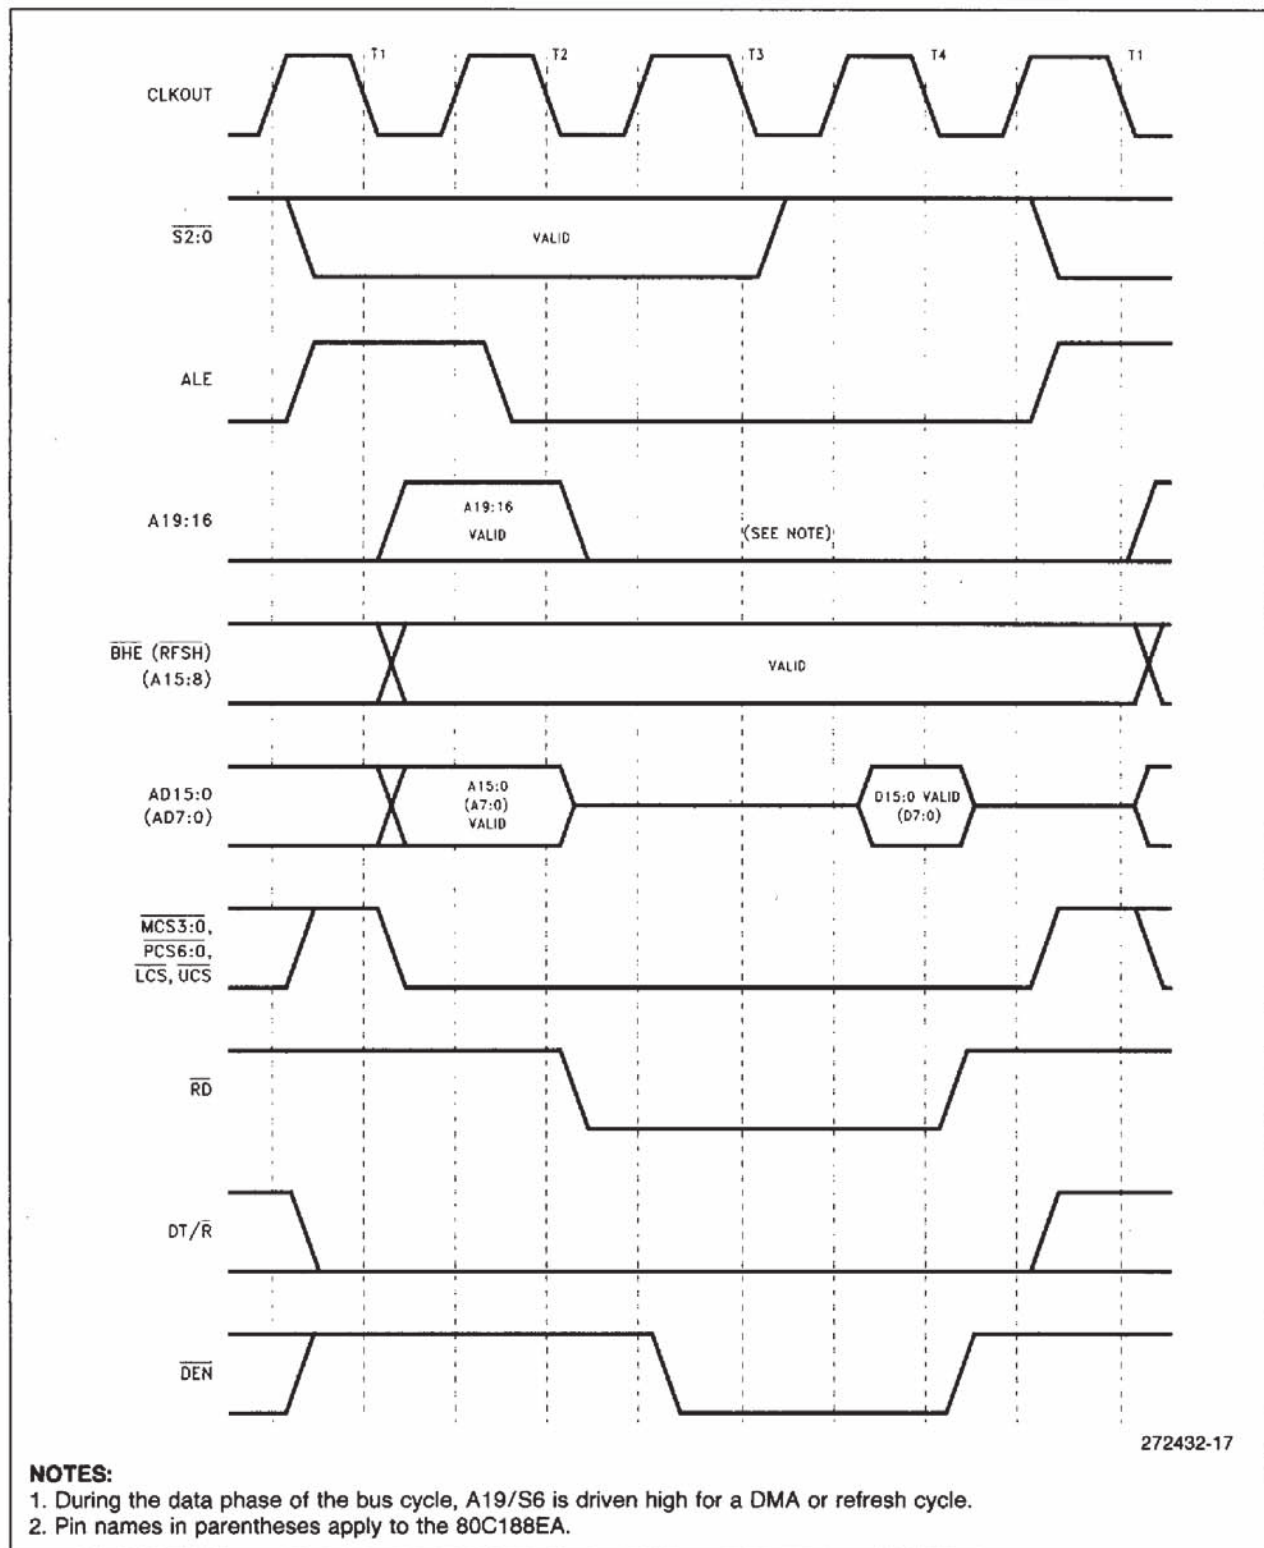 T1 T2 T3 T4 T1
CLKOUT
S2:0
VALID
ALE
A19:16
A19:16
VALID
(SEE NOTE)
BHE (RFSH)
(A15:8)
VALID
AD15:0
(AD7:0)
A15:0
(A7:0)
VALID
D15:0 VALID
(D7:0)
MCS3:0,
PCS6:0,
LCS, UCS
RD
DT/R
DEN
272432-17
NOTES:
1. During the data phase of the bus cycle, A19/S6 is driven high for a DMA or refresh cycle.
2. Pin names in parentheses apply to the 80C188EA.